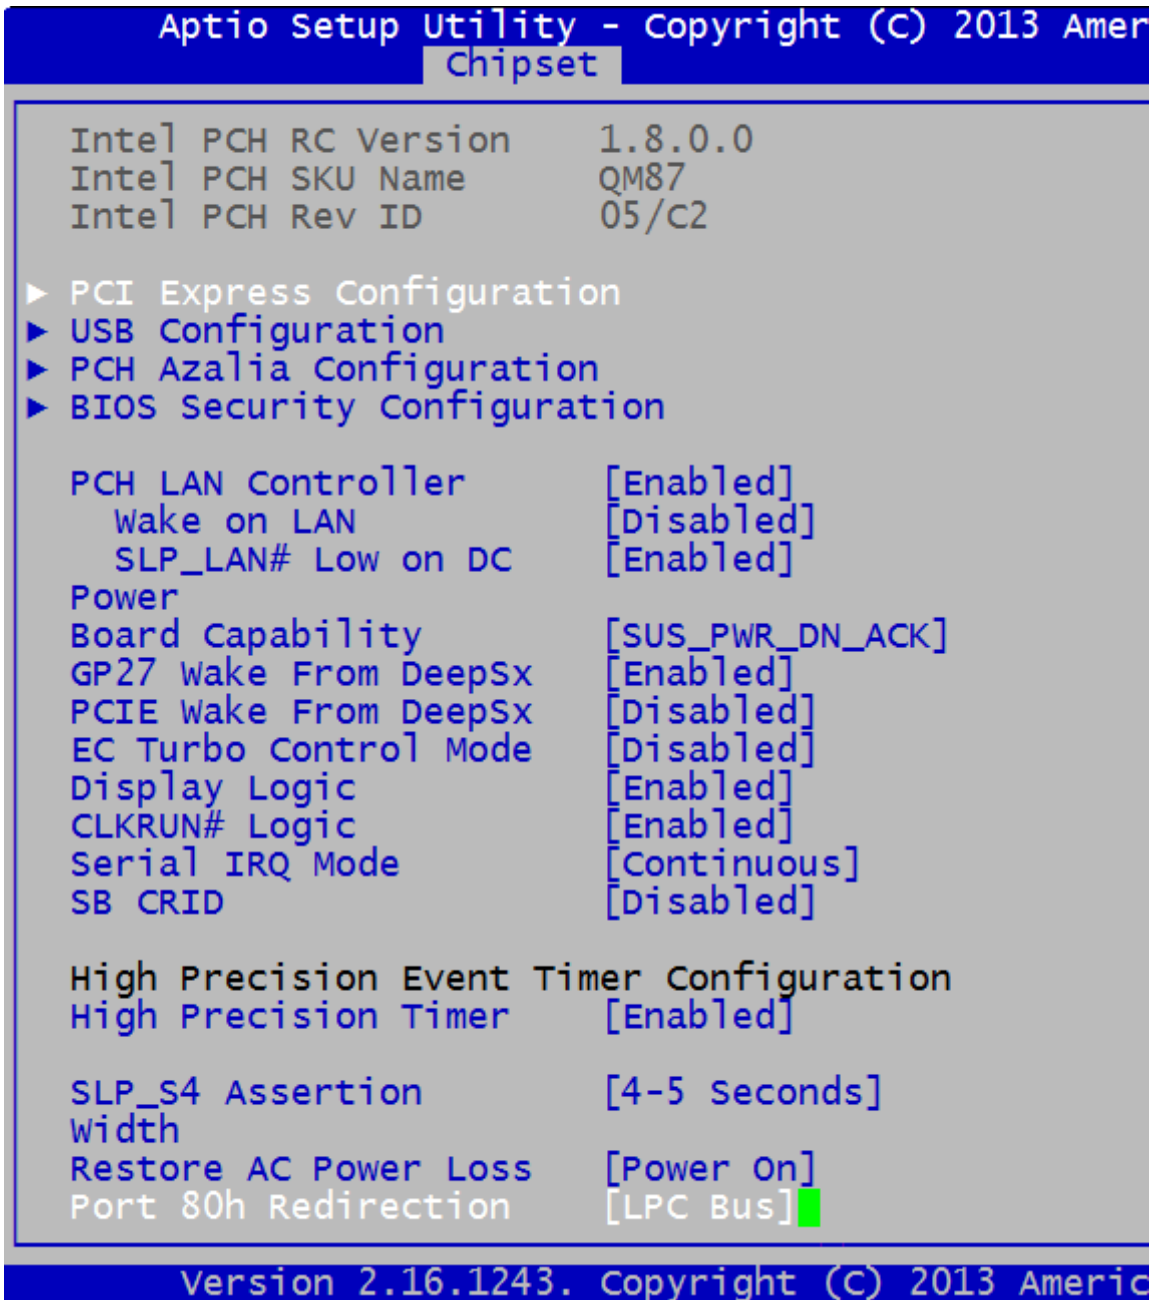 Aptio Setup Utility - Copyright (C) 2013 Amer
Chipset
Intel PCH RC Version 1.8.0.0
Intel PCH SKU Name QM87
Intel PCH Rev ID 05/C2
► PCI Express Configuration
► USB Configuration
► PCH Azalia Configuration
► BIOS Security Configuration
PCH LAN Controller [Enabled]
Wake on LAN [Disabled]
SLP_LAN# Low on DC [Enabled]
Power
Board Capability [SUS_PWR_DN_ACK]
GP27 Wake From DeepSx [Enabled]
PCIE Wake From DeepSx [Disabled]
EC Turbo Control Mode [Disabled]
Display Logic [Enabled]
CLKRUN# Logic [Enabled]
Serial IRQ Mode [Continuous]
SB CRID [Disabled]
High Precision Event Timer Configuration
High Precision Timer [Enabled]
SLP_S4 Assertion [4-5 Seconds]
Width
Restore AC Power Loss [Power On]
Port 80h Redirection [LPC Bus]
Version 2.16.1243. Copyright (C) 2013 Americ